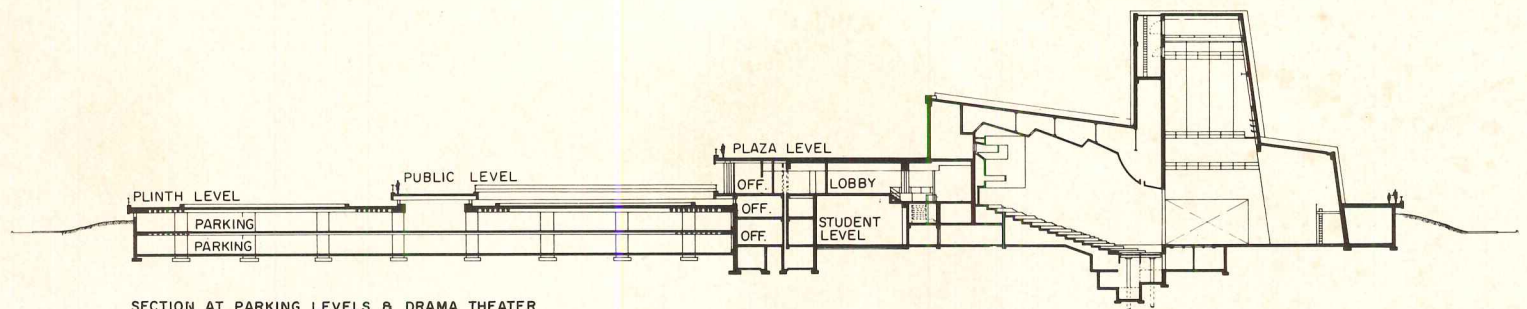 PLAZA LEVEL
PUBLIC LEVEL
OFF.
LOBBY
PLINTH LEVEL
OFF.
PARKING
STUDENT
LEVEL
OFF.
PARKING
SECTION AT PARKING LEVELS & DRAMA THEATER